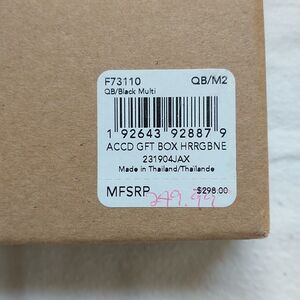 F73110 QB/M2
QB/Black Multi
1 92643 92887 9
ACCD GFT BOX HRRGBNE
231904JAX
Made in Thailand/Thaïlande
MFSRP $298.00
249.99